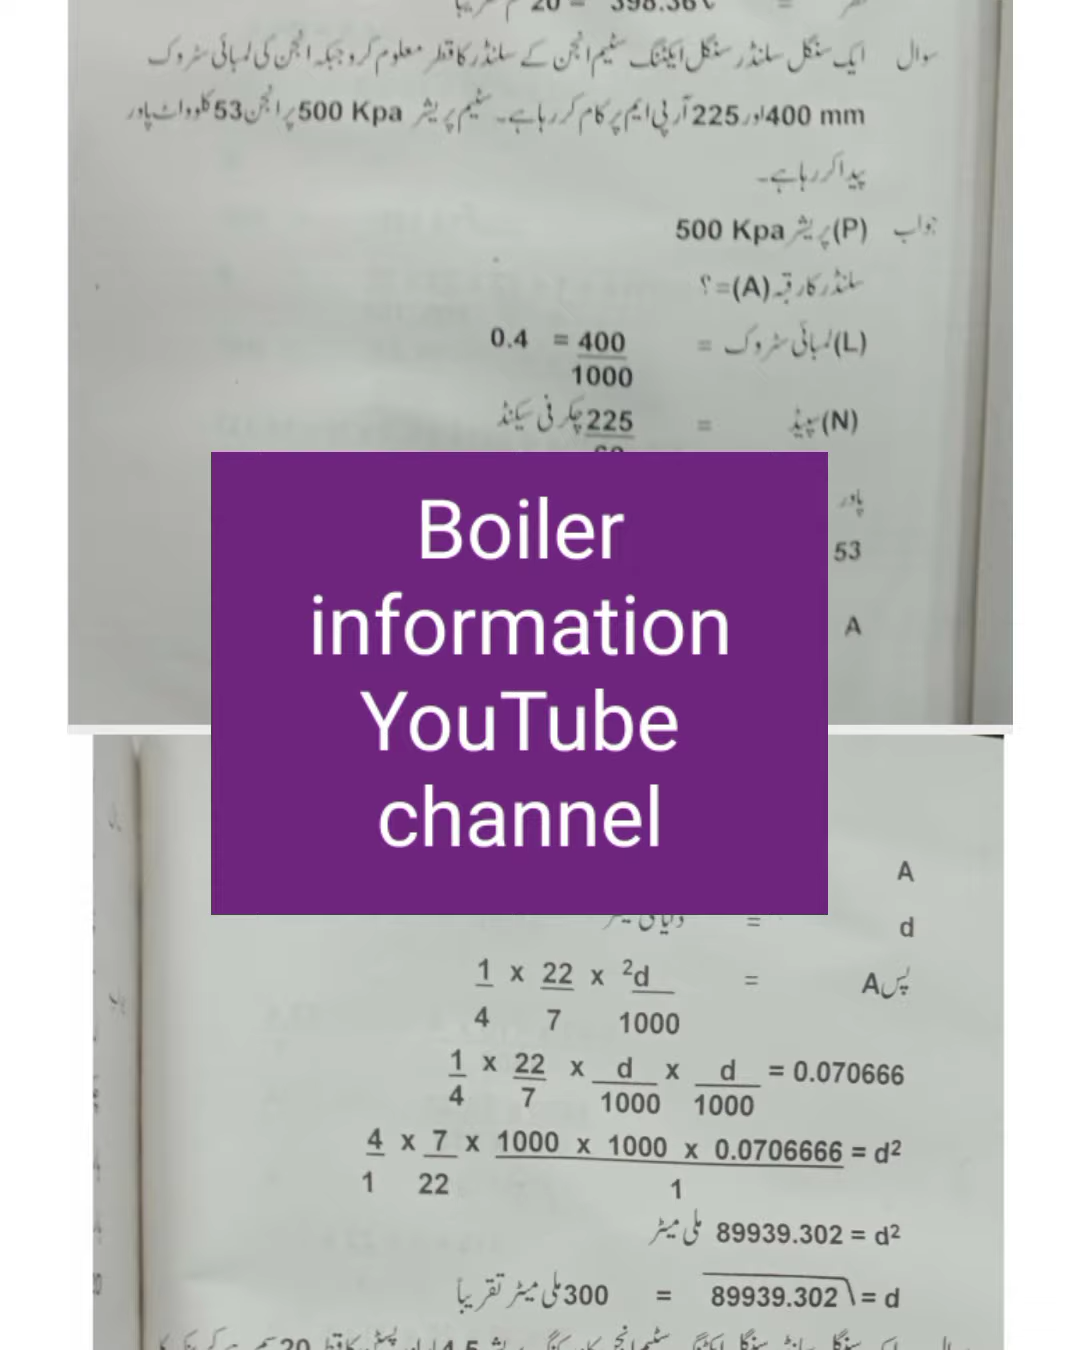 398.36 = 20
سوال ایک سنگل سلنڈر سنگل ایکٹنگ سٹیم انجن کے سلنڈر کا قطر معلوم کرو جبکہ انجن کی لمبائی سٹروک
400 mm اور 225 آر پی ایم پر کام کر رہا ہے۔ سٹیم پریشر 500 Kpa پر انجن 53 کلو واٹ پاور
پیدا کر رہا ہے۔
جواب (P) پریشر 500 Kpa
سلنڈر کا رقبہ (A) = ؟
(L) لمبائی سٹروک = 400 = 0.4
1000
(N) سپیڈ = 225 چکر فی سیکنڈ
پاور
53
A
Boiler
information
YouTube
channel
A
d =
پس A = 1 x 22 x ²d
4 7 1000
1 x 22 x d x d = 0.070666
4 7 1000 1000
4 x 7 x 1000 x 1000 x 0.0706666 = d²
1 22 1
ملی میٹر 89939.302 = d²
300 ملی میٹر تقریباً = √89939.302 = d